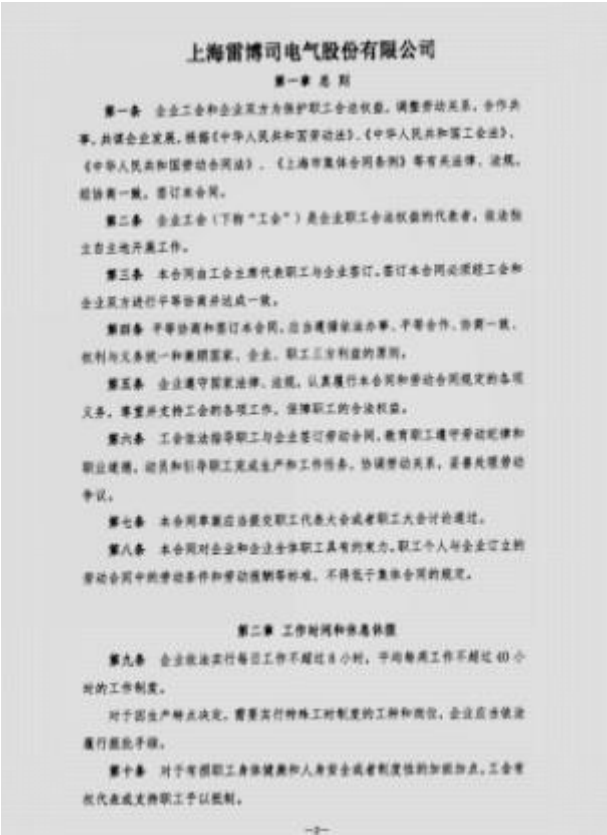 上海雷博司电气股份有限公司
第一章 总 则
第一条 企业工会和企业双方为保护职工合法权益，调整劳动关系，合作共
事，共谋企业发展，根据《中华人民共和国劳动法》、《中华人民共和国工会法》、
《中华人民共和国劳动合同法》、《上海市集体合同条例》等有关法律、法规，
经协商一致，签订本合同。
第二条 企业工会（下称“工会”）是企业职工合法权益的代表者，依法独
立自主地开展工作。
第三条 本合同由工会主席代表职工与企业签订。签订本合同必须经工会和
企业双方进行平等协商并达成一致。
第四条 平等协商和签订本合同，应当遵循依法办事、平等合作、协商一致、
权利与义务统一和兼顾国家、企业、职工三方利益的原则。
第五条 企业遵守国家法律、法规，认真履行本合同和劳动合同规定的各项
义务，尊重并支持工会的各项工作，保障职工的合法权益。
第六条 工会依法指导职工与企业签订劳动合同，教育职工遵守劳动纪律和
职业道德，动员和引导职工完成生产和工作任务，协调劳动关系，妥善处理劳动
争议。
第七条 本合同草案应当提交职工代表大会或者职工大会讨论通过。
第八条 本合同对企业和企业全体职工具有约束力。职工个人与企业订立的
劳动合同中的劳动条件和劳动报酬等标准，不得低于集体合同的规定。
第二章 工作时间和休息休假
第九条 企业依法实行每日工作不超过8小时，平均每周工作不超过40小
时的工作制度。
对于因生产特点决定，需要实行特殊工时制度的工种和岗位，企业应当依法
履行报批手续。
第十条 对于有损职工身体健康和人身安全或者制度性的加班加点，工会有
权代表或支持职工予以抵制。
—2—